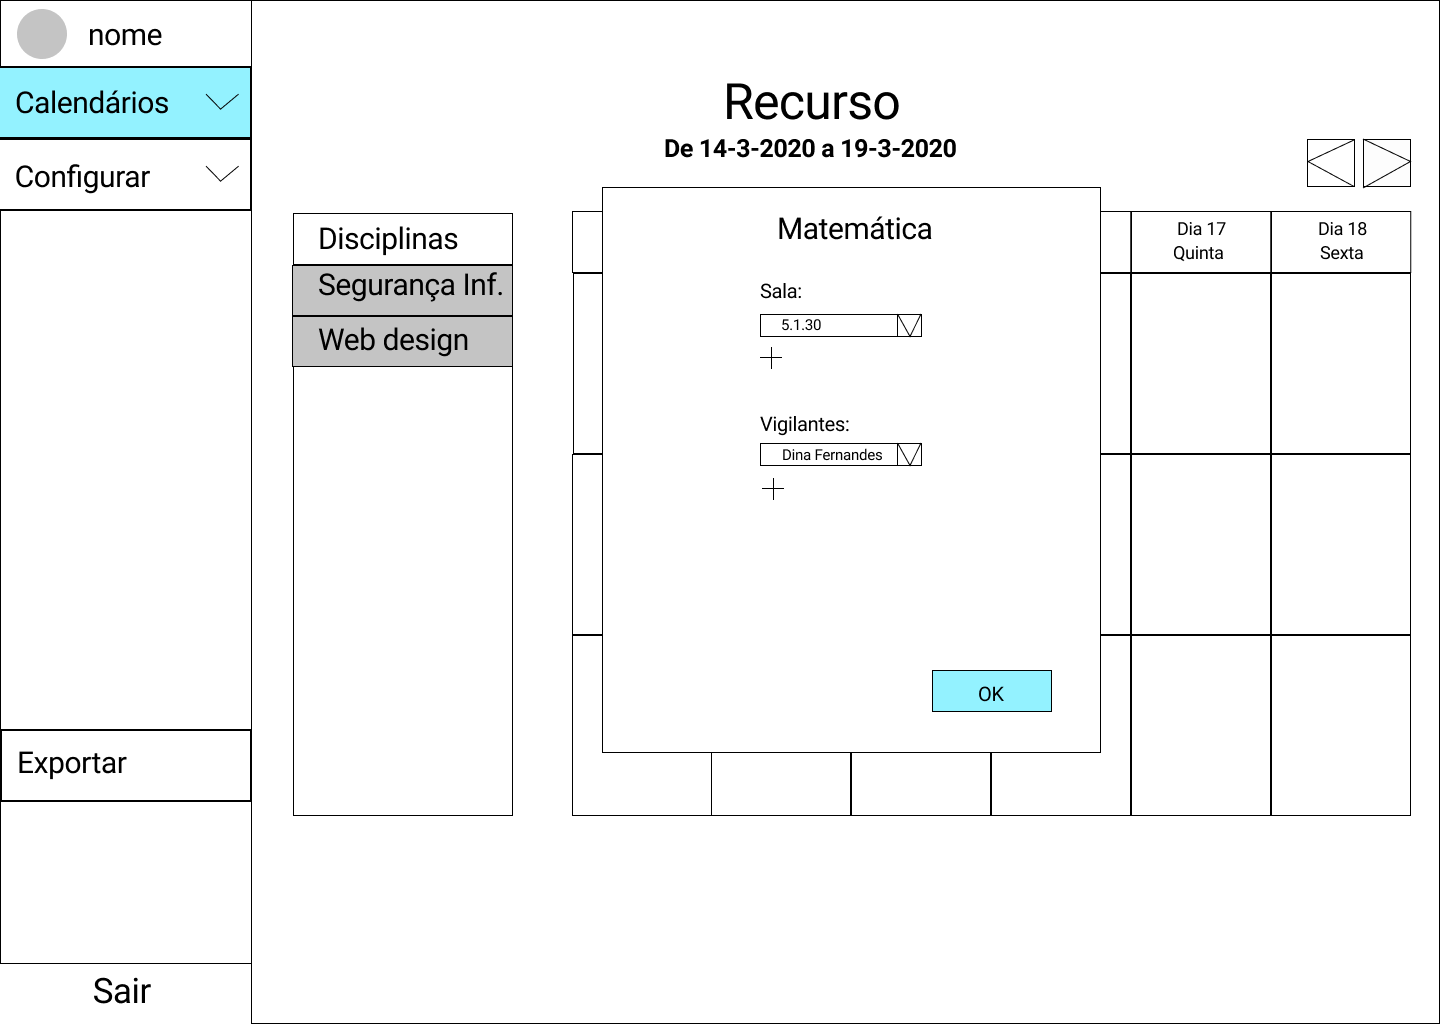 nome
Calendários
Configurar
Exportar
Sair
Recurso
De 14-3-2020 a 19-3-2020
Disciplinas
Segurança Inf.
Web design
Dia 17
Quinta
Dia 18
Sexta
Matemática
Sala:
5.1.30
Vigilantes:
Dina Fernandes
OK